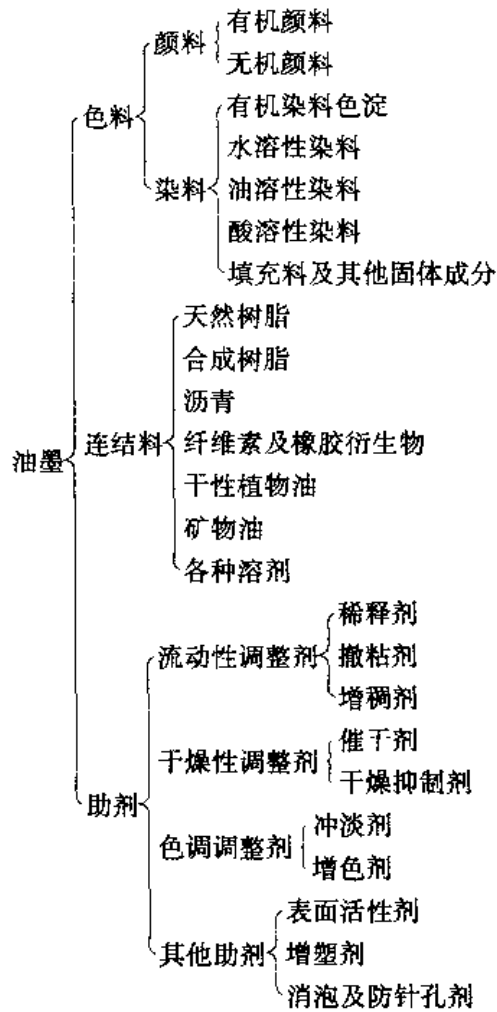 有机颜料
颜料
无机颜料
色料
有机染料色淀
水溶性染料
染料
油溶性染料
酸溶性染料
填充料及其他固体成分
天然树脂
合成树脂
沥青
油墨
连结料
纤维素及橡胶衍生物
干性植物油
矿物油
各种溶剂
稀释剂
流动性调整剂
撤粘剂
增稠剂
催干剂
干燥性调整剂
干燥抑制剂
助剂
冲淡剂
色调调整剂
增色剂
表面活性剂
其他助剂
增塑剂
消泡及防针孔剂